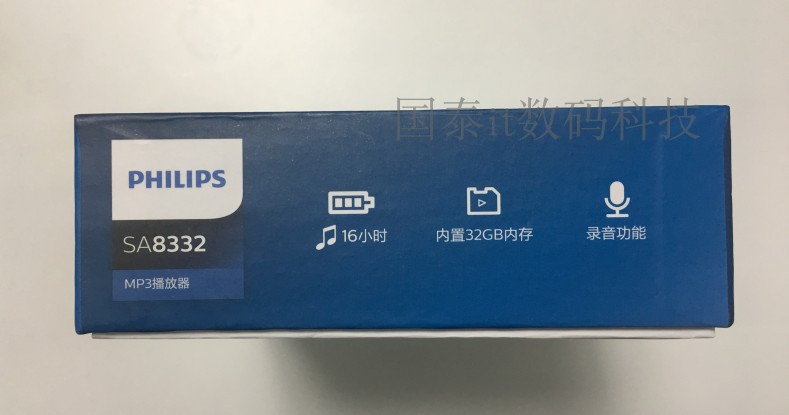 国泰it数码科技
PHILIPS
SA8332
MP3播放器
16小时
内置32GB内存
录音功能